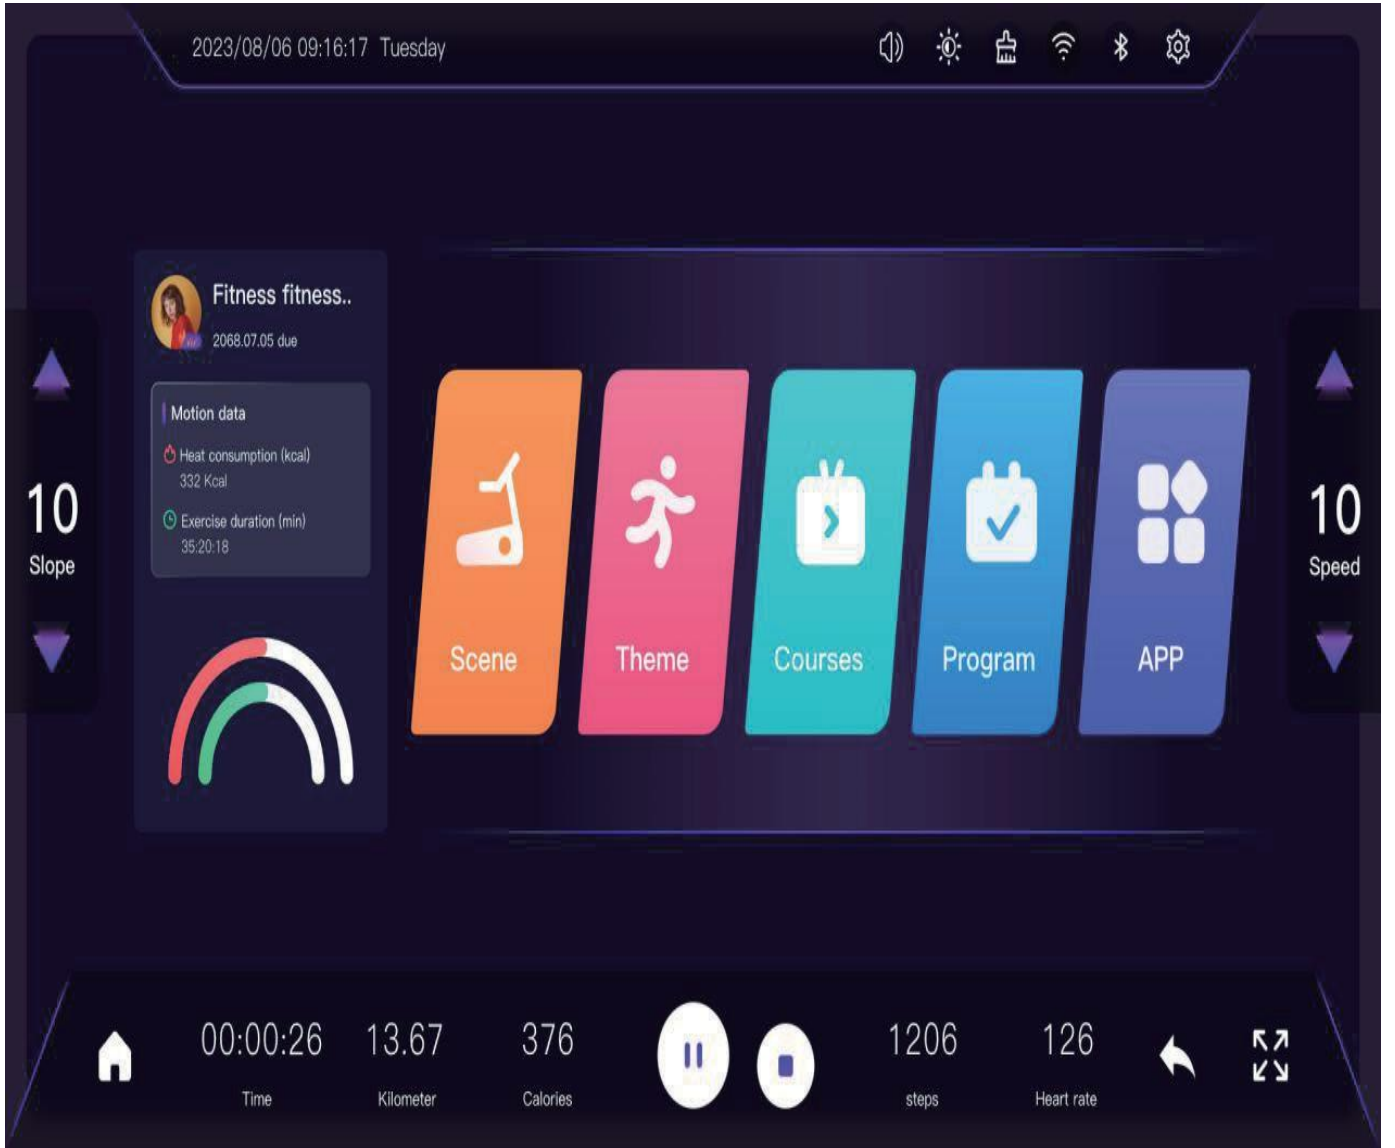 2023/08/06 09:16:17 Tuesday
Fitness fitness..
2068.07.05 due
Motion data
Heat consumption (kcal)
332 Kcal
Exercise duration (min)
35:20:18
10
Slope
Scene
Theme
Courses
Program
APP
10
Speed
00:00:26
Time
13.67
Kilometer
376
Calories
1206
steps
126
Heart rate